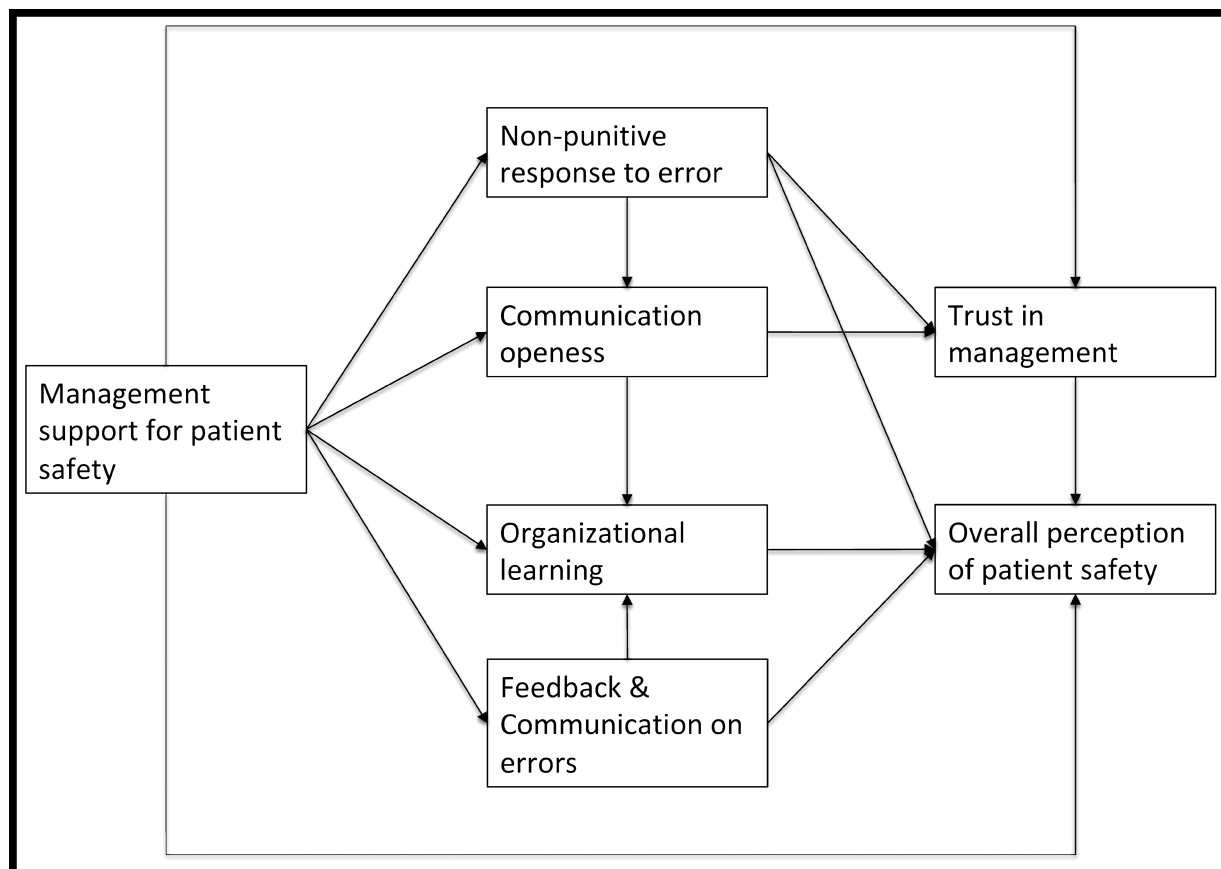 Non-punitive
response to error
Communication
openess
Trust in
management
Management
support for patient
safety
Organizational
learning
Overall perception
of patient safety
Feedback &
Communication on
errors